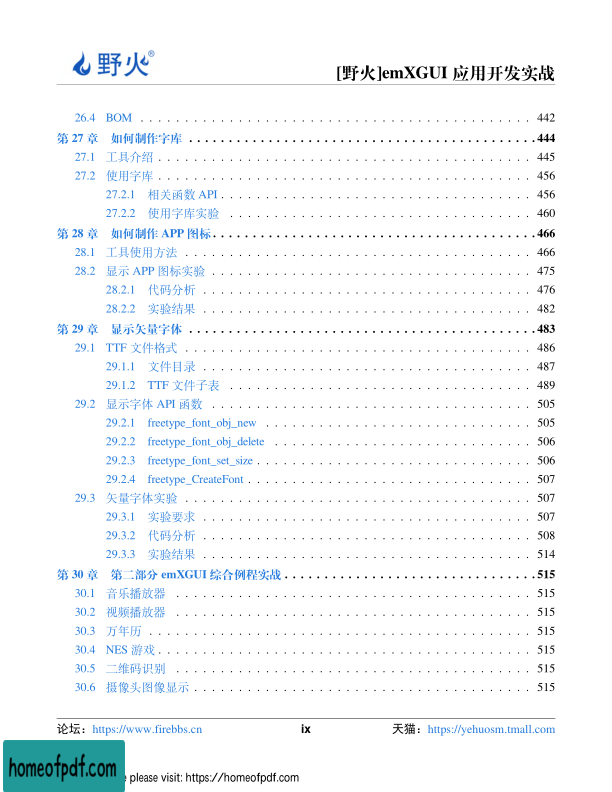 野火®
[野火]emXGUI 应用开发实战
26.4 BOM . . . . . . . . . . . . . . . . . . . . 442
第 27 章 如何制作字库 . . . . . . . . . . . . . . . . . . . . 444
27.1 工具介绍 . . . . . . . . . . . . . . . . . . . . 445
27.2 使用字库 . . . . . . . . . . . . . . . . . . . . 456
27.2.1 相关函数 API . . . . . . . . . . . . . . . . . . . . 456
27.2.2 使用字库实验 . . . . . . . . . . . . . . . . . . . . 460
第 28 章 如何制作 APP 图标 . . . . . . . . . . . . . . . . . . . . 466
28.1 工具使用方法 . . . . . . . . . . . . . . . . . . . . 466
28.2 显示 APP 图标实验 . . . . . . . . . . . . . . . . . . . . 475
28.2.1 代码分析 . . . . . . . . . . . . . . . . . . . . 476
28.2.2 实验结果 . . . . . . . . . . . . . . . . . . . . 482
第 29 章 显示矢量字体 . . . . . . . . . . . . . . . . . . . . 483
29.1 TTF 文件格式 . . . . . . . . . . . . . . . . . . . . 486
29.1.1 文件目录 . . . . . . . . . . . . . . . . . . . . 487
29.1.2 TTF 文件子表 . . . . . . . . . . . . . . . . . . . . 489
29.2 显示字体 API 函数 . . . . . . . . . . . . . . . . . . . . 505
29.2.1 freetype_font_obj_new . . . . . . . . . . . . . . . . . . . . 505
29.2.2 freetype_font_obj_delete . . . . . . . . . . . . . . . . . . . . 506
29.2.3 freetype_font_set_size . . . . . . . . . . . . . . . . . . . . 506
29.2.4 freetype_CreateFont . . . . . . . . . . . . . . . . . . . . 507
29.3 矢量字体实验 . . . . . . . . . . . . . . . . . . . . 507
29.3.1 实验要求 . . . . . . . . . . . . . . . . . . . . 507
29.3.2 代码分析 . . . . . . . . . . . . . . . . . . . . 508
29.3.3 实验结果 . . . . . . . . . . . . . . . . . . . . 514
第 30 章 第二部分 emXGUI 综合例程实战 . . . . . . . . . . . . . . . . . . . . 515
30.1 音乐播放器 . . . . . . . . . . . . . . . . . . . . 515
30.2 视频播放器 . . . . . . . . . . . . . . . . . . . . 515
30.3 万年历 . . . . . . . . . . . . . . . . . . . . 515
30.4 NES 游戏 . . . . . . . . . . . . . . . . . . . . 515
30.5 二维码识别 . . . . . . . . . . . . . . . . . . . . 515
30.6 摄像头图像显示 . . . . . . . . . . . . . . . . . . . . 515
论坛：https://www.firebbs.cn ix 天猫：https://yehuosm.tmall.com
homeofpdf.com
please visit: https://homeofpdf.com